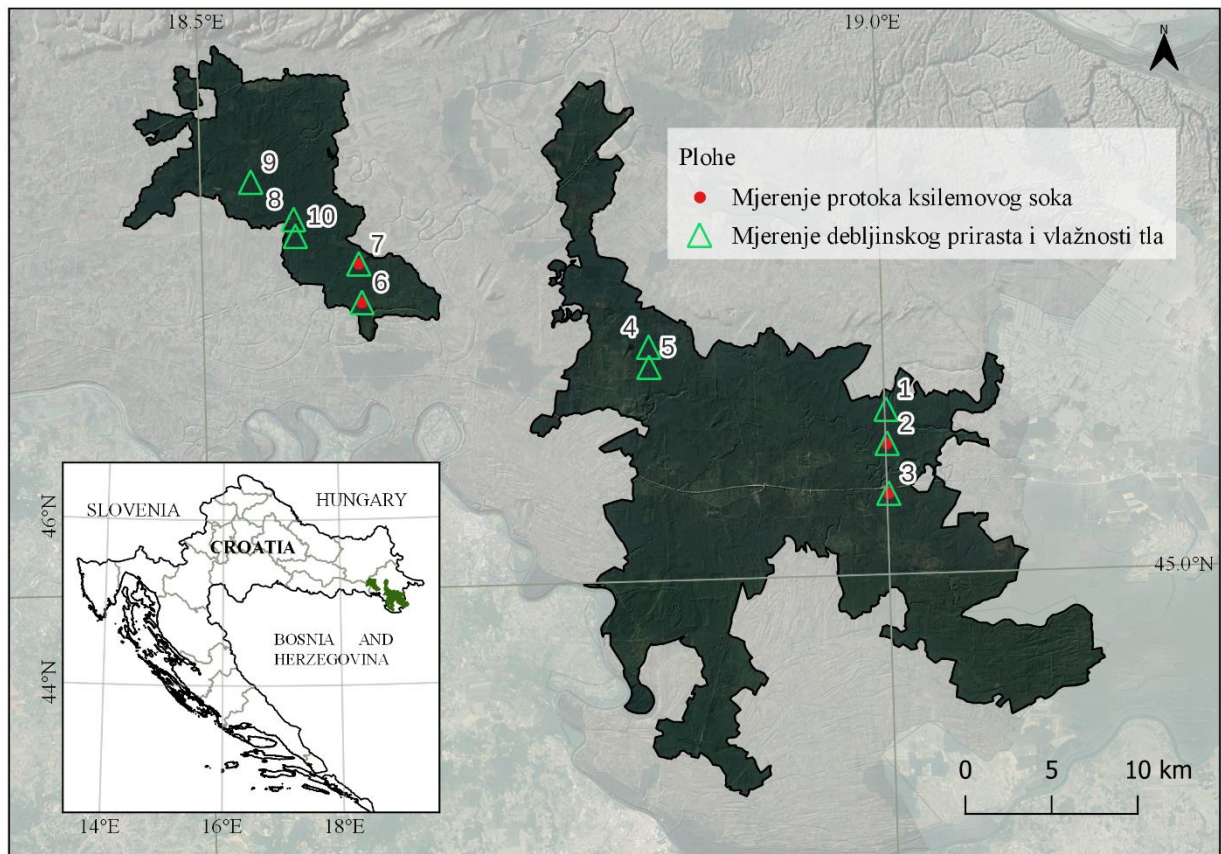 18.5°E
19.0°E
N
Plohe
Mjerenje protoka ksilemovog soka
Mjerenje debljinskog prirasta i vlažnosti tla
9
8
10
7
6
4
5
1
2
3
45.0°N
0 5 10 km
SLOVENIA
HUNGARY
CROATIA
BOSNIA AND
HERZEGOVINA
46°N
44°N
14°E
16°E
18°E